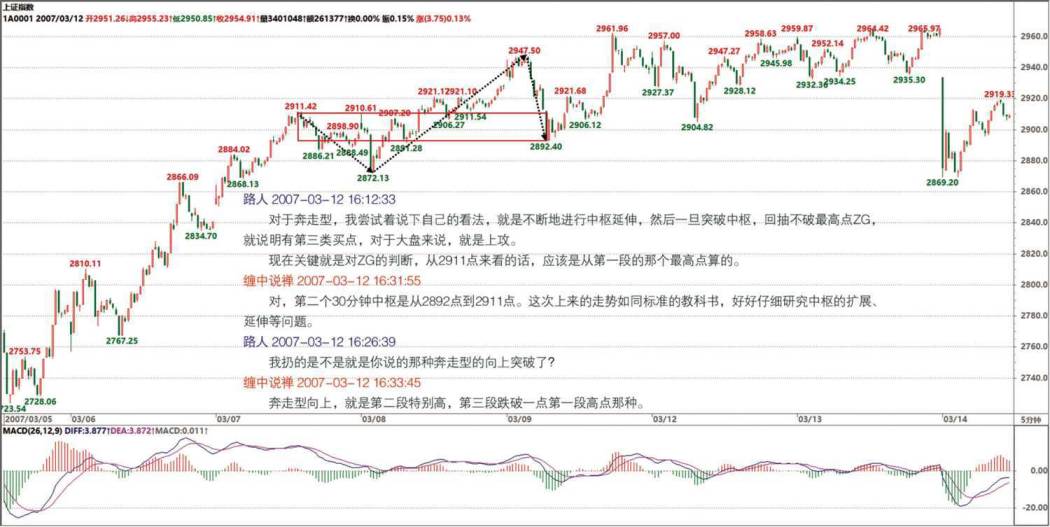 上证指数
1A0001 2007/03/12 开2951.26↓高2955.23↑低2950.85↑收2954.91↑量3401048↑额261377↑换0.00% 振0.15% 涨(3.75)0.13%
2961.96 2957.00 2947.27 2958.63 2959.87 2952.14 2964.42 2965.97 2960.00
2947.50 2945.98 2940.00
2927.37 2928.12 2932.36 2934.25 2935.30
2911.42 2910.61 2907.20 2921.12 2921.10 2921.68 2919.33 2920.00
2898.90 2906.27 2911.54 2906.12 2904.82 2900.00
2884.02 2886.21 2888.49 2891.28 2892.40
2866.09 2868.13 2872.13 2869.20 2880.00
路人 2007-03-12 16:12:33
2860.00
对于奔走型，我尝试着说下自己的看法，就是不断地进行中枢延伸，然后一旦突破中枢，回抽不破最高点ZG，
2834.70 2840.00
就说明有第三类买点，对于大盘来说，就是上攻。
现在关键就是对ZG的判断，从2911点来看的话，应该是从第一段的那个最高点算的。
2810.11 2820.00
缠中说禅 2007-03-12 16:31:55
对，第二个30分钟中枢是从2892点到2911点。这次上来的走势如同标准的教科书，好好仔细研究中枢的扩展、
2800.00
延伸等问题。
2767.25 2780.00
路人 2007-03-12 16:26:39
2753.75 2760.00
我扔的是不是就是你说的那种奔走型的向上突破了？
缠中说禅 2007-03-12 16:33:45
2728.06 2740.00
奔走型向上，就是第二段特别高，第三段跌破一点第一段高点那种。
723.54
2007/03/05 03/06 03/07 03/08 03/09 03/12 03/13 03/14 5分钟
MACD(26,12,9) DIFF:3.877↑DEA:3.872↑MACD:0.011↑
0.00
-20.00